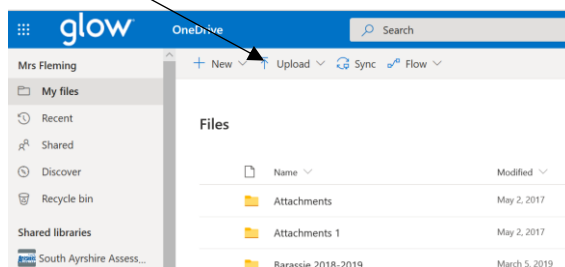 glow OneDrive Search
Mrs Fleming
New Upload Sync Flow
My files
Recent
Shared
Discover
Recycle bin
Shared libraries
South Ayrshire Assess...
Files
Name Modified
Attachments May 2, 2017
Attachments 1 May 2, 2017
Barassie 2018-2019 March 5, 2019